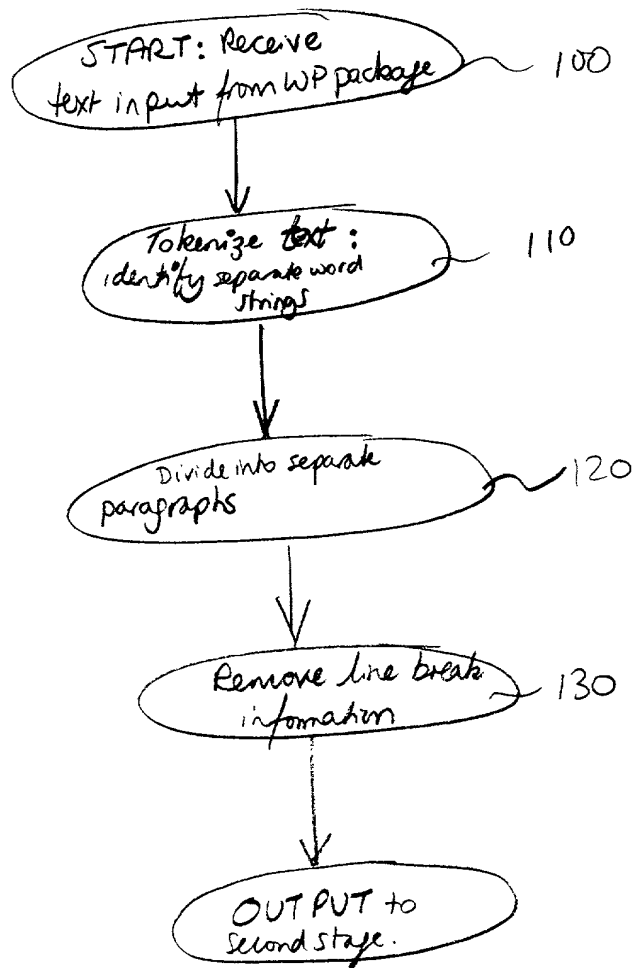 START: Receive
text input from WP package
100
Tokenize text:
identify separate word
strings
110
Divide into separate
paragraphs
120
Remove line break
information
130
OUTPUT to
second stage.